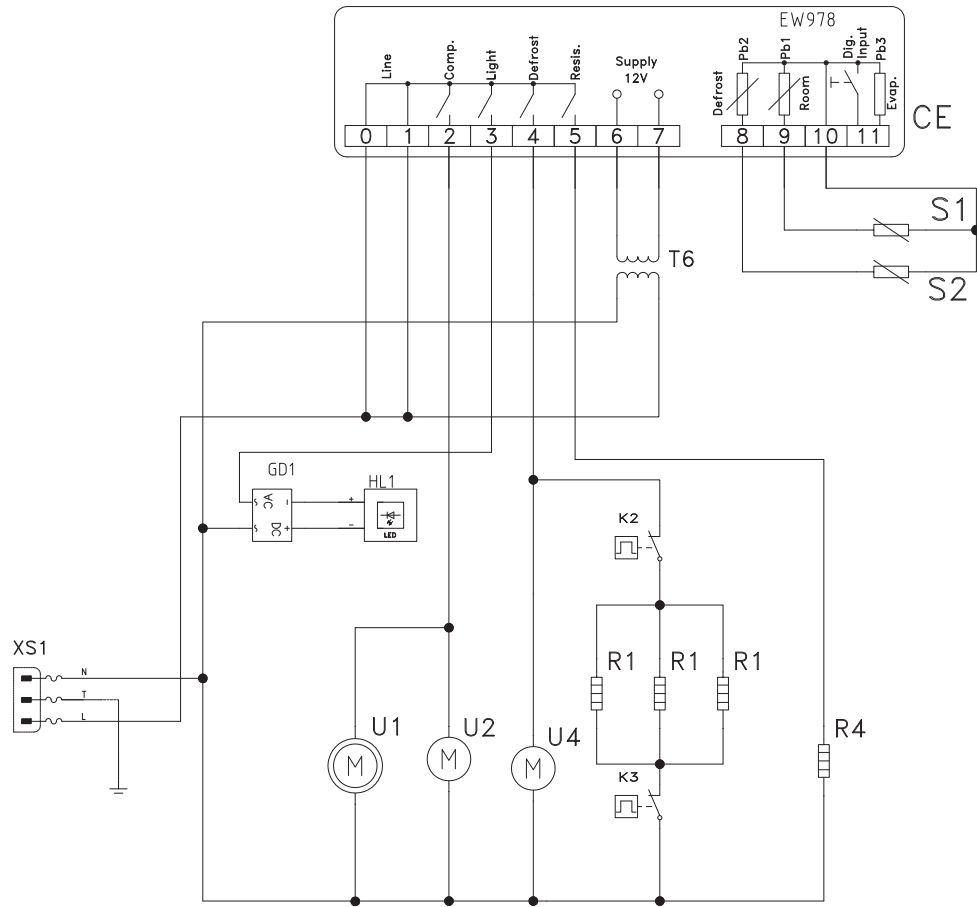 EW978
Line
Comp.
Light
Defrost
Resis.
Supply
12V
Defrost
Pb2
Pb1
Room
Dig.
Input
Pb3
Evap.
CE
0 1 2 3 4 5 6 7 8 9 10 11
S1
T6
S2
GD1
HL1
AC
DC
~
~
-
+
+
-
LED
K2
XS1
N
T
L
R1 R1 R1
U1
U2
U4
R4
M
M
M
K3